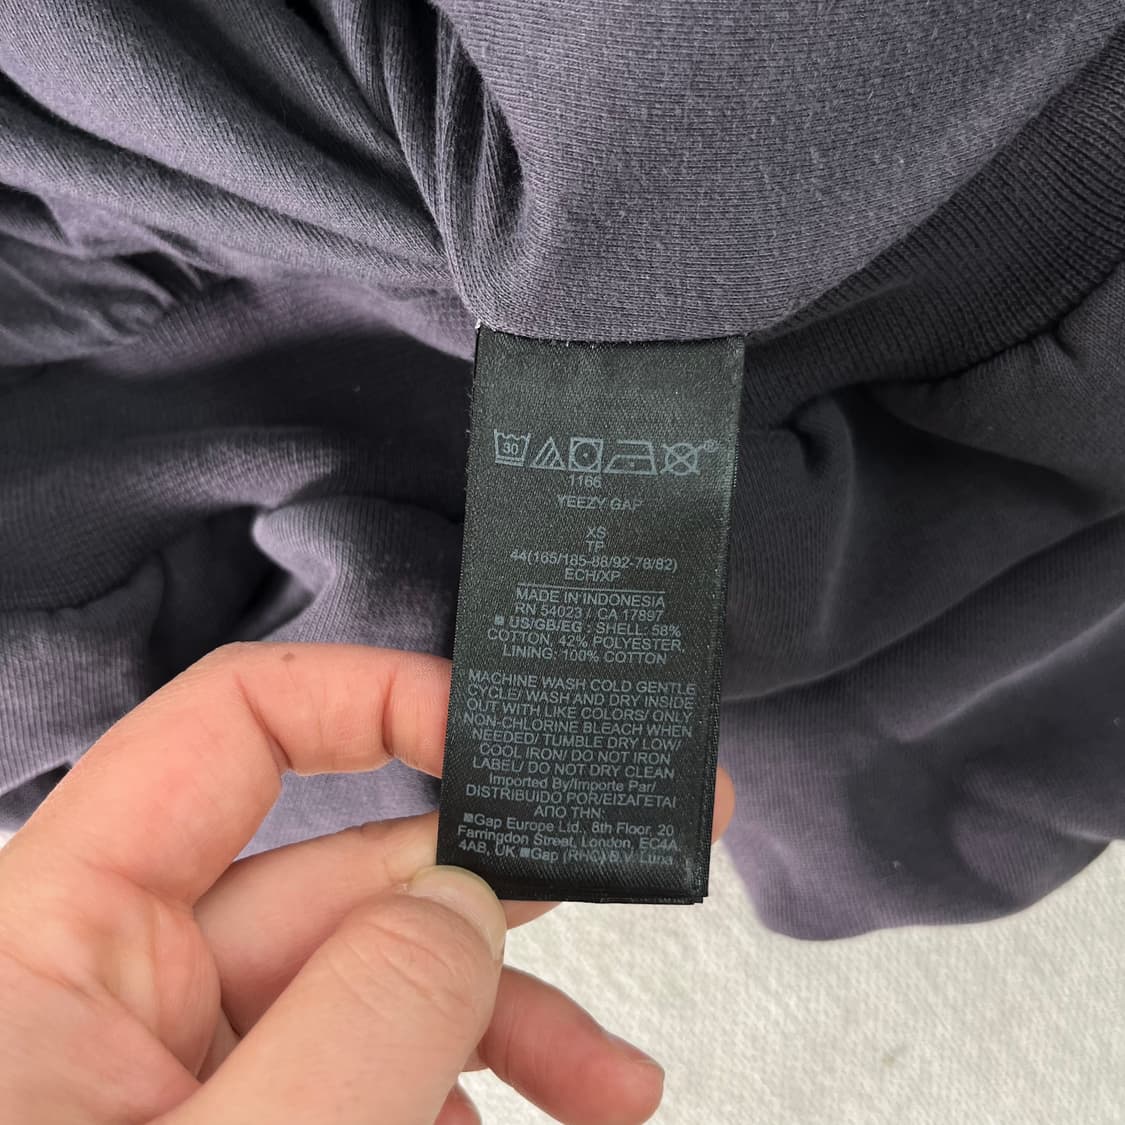 30 ®
1166
YEEZY GAP
XS
TP
44(165/185-88/92-78/82)
ECH/XP
MADE IN INDONESIA
RN 54023 / CA 17897
■ US/GB/EG : SHELL: 58%
COTTON, 42% POLYESTER,
LINING: 100% COTTON
MACHINE WASH COLD GENTLE
CYCLE/ WASH AND DRY INSIDE
OUT WITH LIKE COLORS/ ONLY
NON-CHLORINE BLEACH WHEN
NEEDED/ TUMBLE DRY LOW/
COOL IRON/ DO NOT IRON
LABEL/ DO NOT DRY CLEAN
Imported By/Importe Par/
DISTRIBUIDO POR/ΕΙΣΑΓΕΤΑΙ
ΑΠΟ ΤΗΝ:
■Gap Europe Ltd., 8th Floor, 20
Farringdon Street, London, EC4A
4AB, UK ■Gap (RHC) B.V. Luna